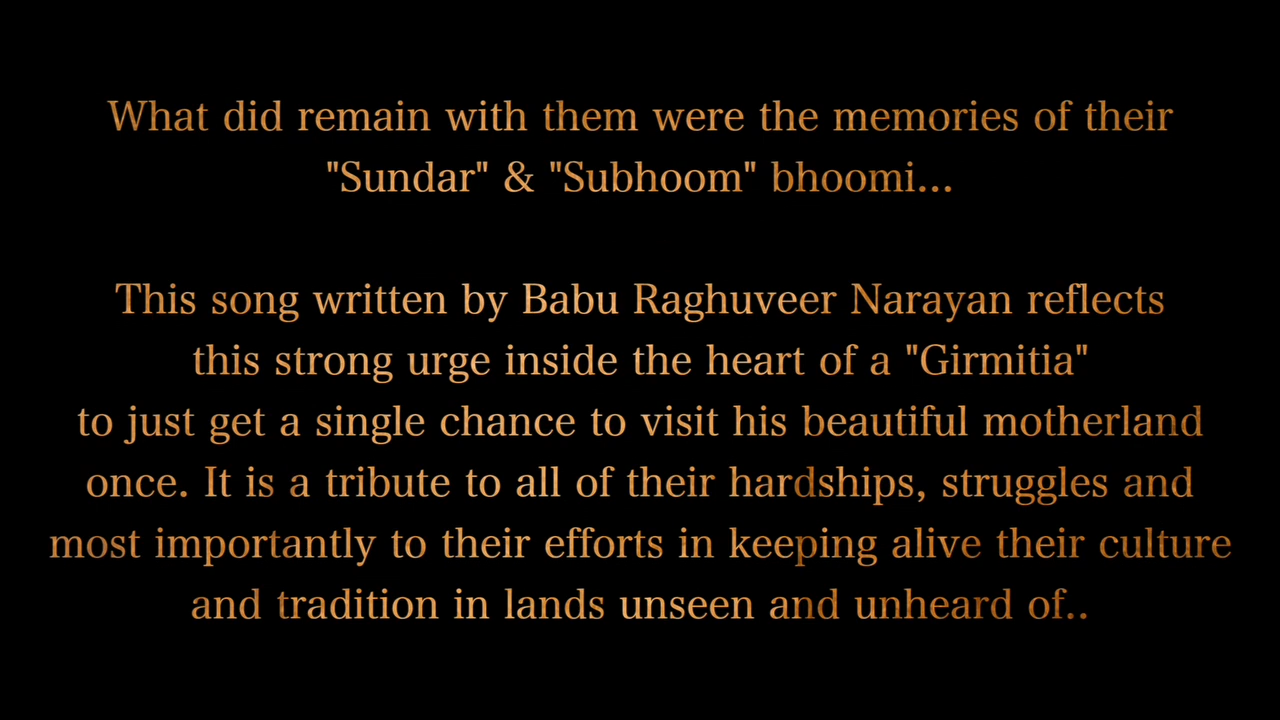 What did remain with them were the memories of their
"Sundar" & "Subhoom" bhoomi...
This song written by Babu Raghuveer Narayan reflects
this strong urge inside the heart of a "Girmitia"
to just get a single chance to visit his beautiful motherland
once. It is a tribute to all of their hardships, struggles and
most importantly to their efforts in keeping alive their culture
and tradition in lands unseen and unheard of..